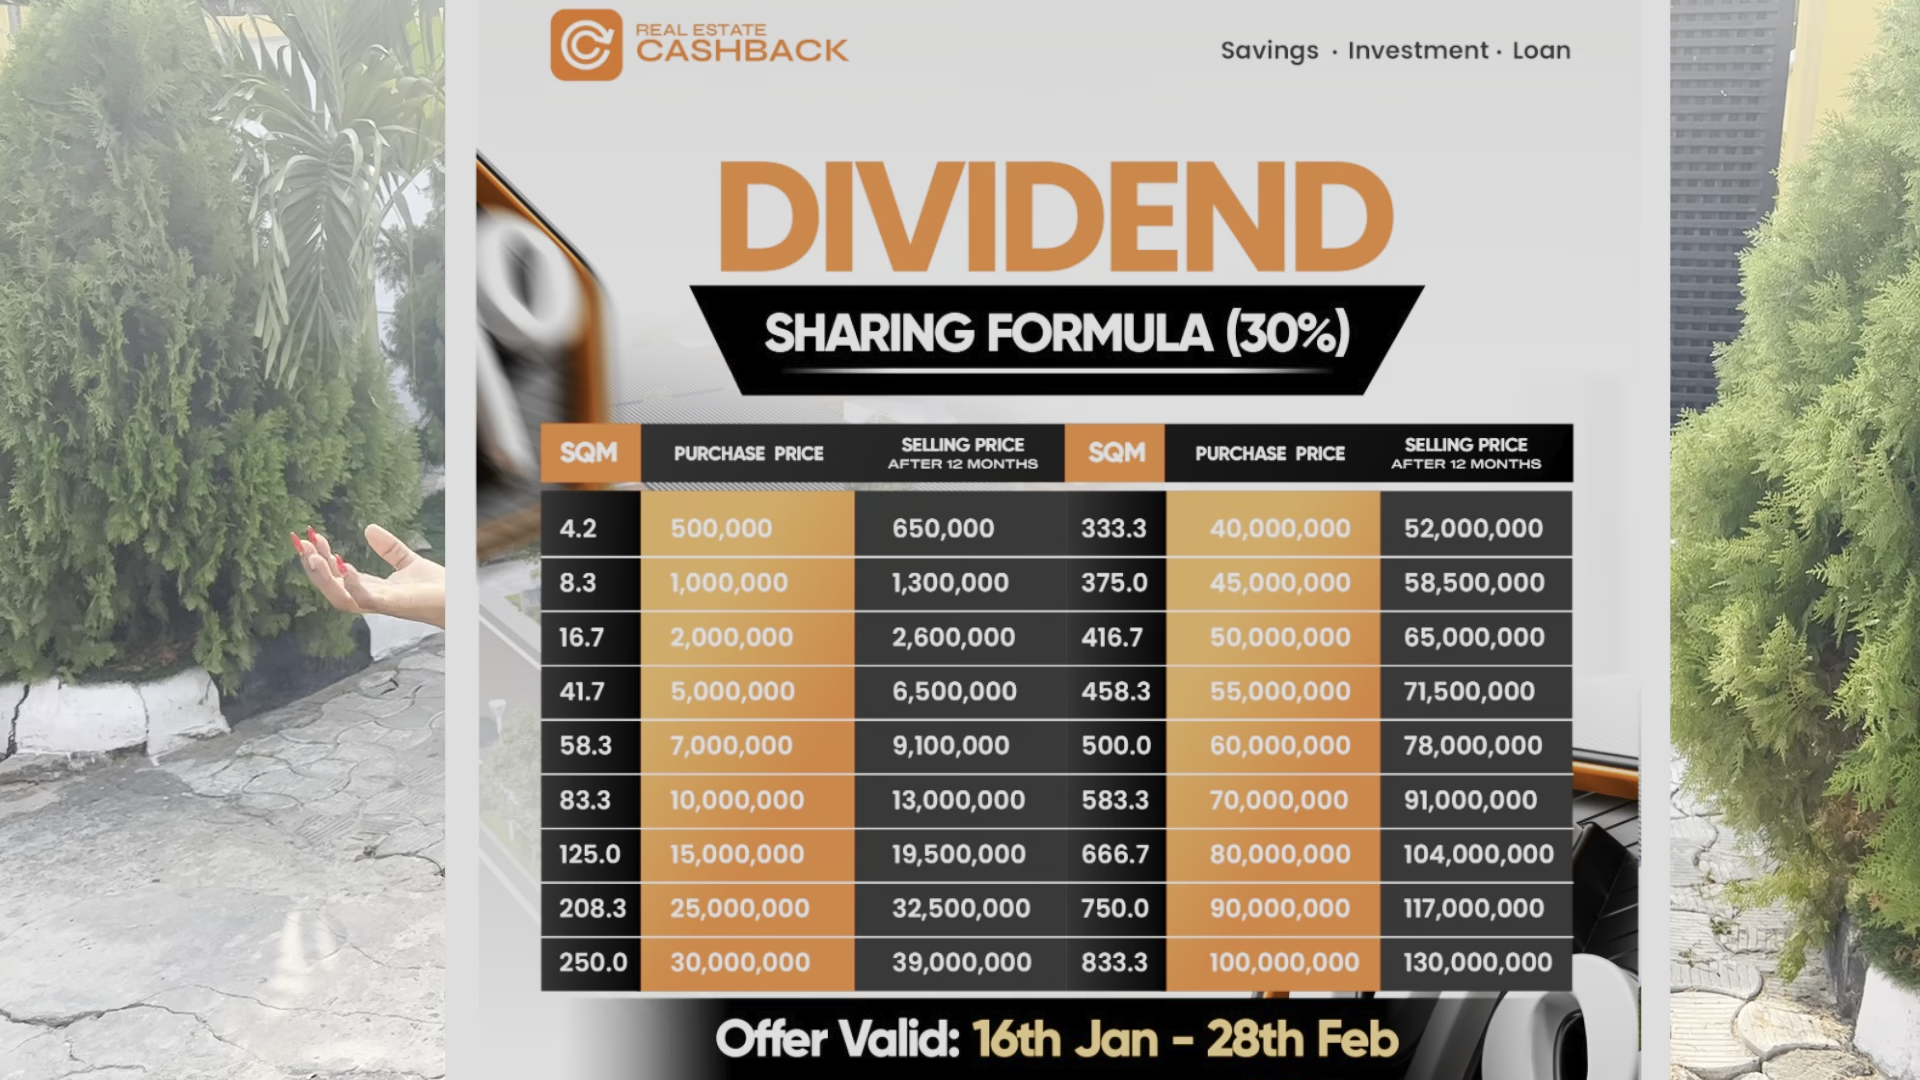 REAL ESTATE
CASHBACK
Savings · Investment · Loan
DIVIDEND
SHARING FORMULA (30%)
SQM PURCHASE PRICE SELLING PRICE AFTER 12 MONTHS SQM PURCHASE PRICE SELLING PRICE AFTER 12 MONTHS
4.2 500,000 650,000 333.3 40,000,000 52,000,000
8.3 1,000,000 1,300,000 375.0 45,000,000 58,500,000
16.7 2,000,000 2,600,000 416.7 50,000,000 65,000,000
41.7 5,000,000 6,500,000 458.3 55,000,000 71,500,000
58.3 7,000,000 9,100,000 500.0 60,000,000 78,000,000
83.3 10,000,000 13,000,000 583.3 70,000,000 91,000,000
125.0 15,000,000 19,500,000 666.7 80,000,000 104,000,000
208.3 25,000,000 32,500,000 750.0 90,000,000 117,000,000
250.0 30,000,000 39,000,000 833.3 100,000,000 130,000,000
Offer Valid: 16th Jan - 28th Feb